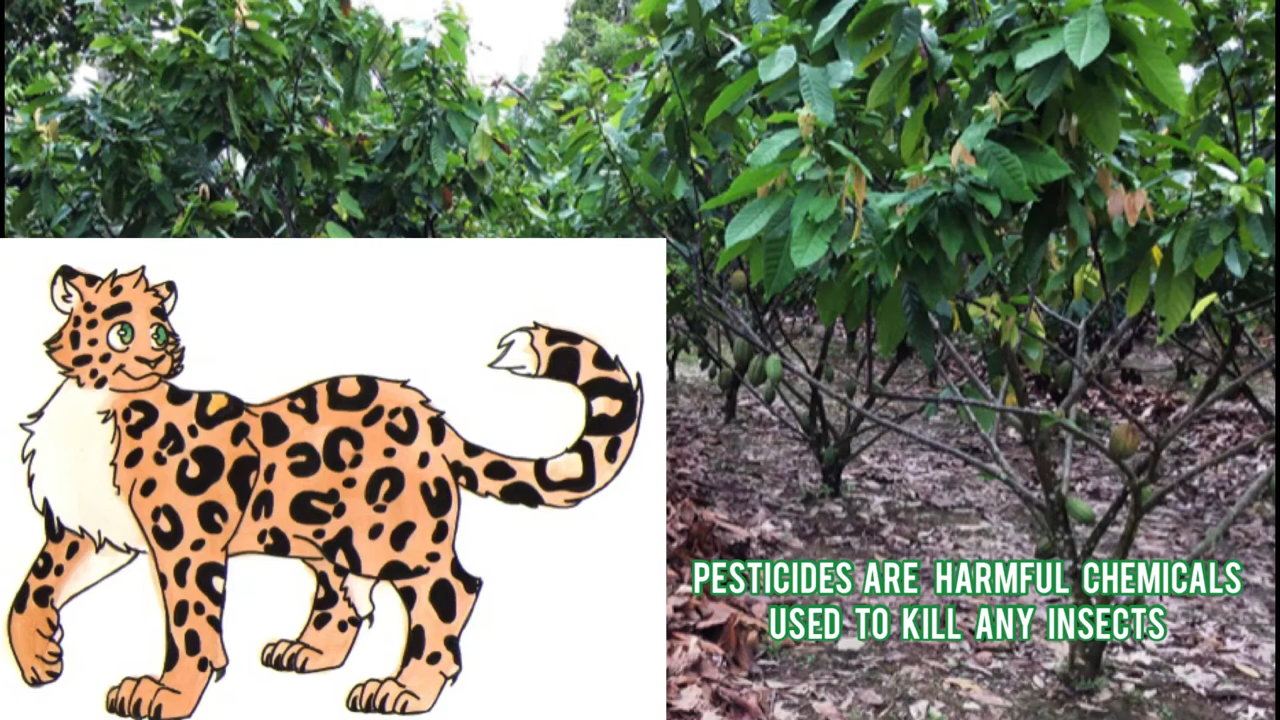 PESTICIDES ARE HARMFUL CHEMICALS
USED TO KILL ANY INSECTS